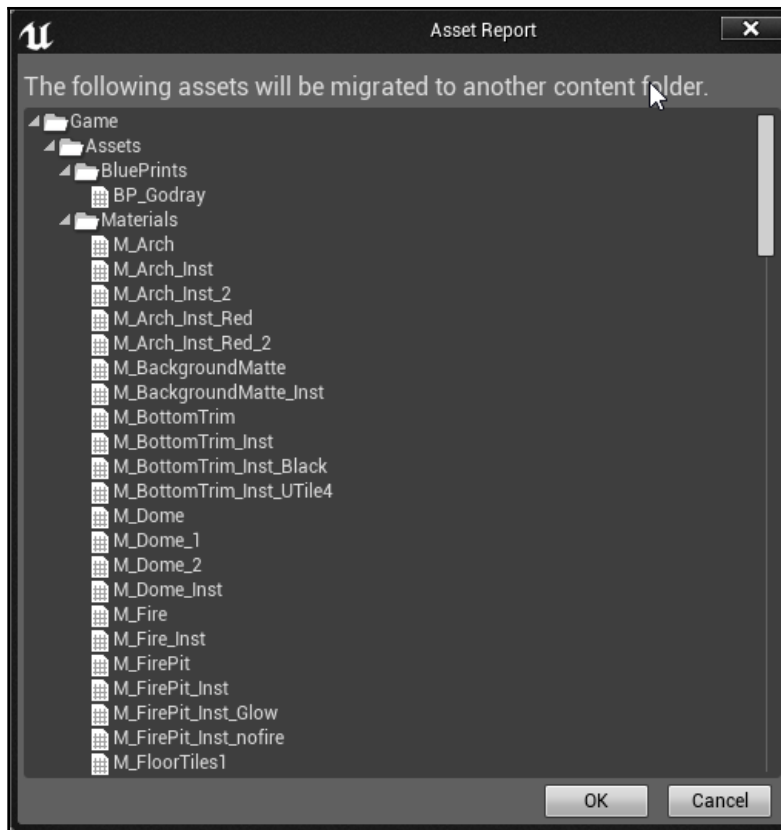 Asset Report
The following assets will be migrated to another content folder.
Game
Assets
BluePrints
BP_Godray
Materials
M_Arch
M_Arch_Inst
M_Arch_Inst_2
M_Arch_Inst_Red
M_Arch_Inst_Red_2
M_BackgroundMatte
M_BackgroundMatte_Inst
M_BottomTrim
M_BottomTrim_Inst
M_BottomTrim_Inst_Black
M_BottomTrim_Inst_UTile4
M_Dome
M_Dome_1
M_Dome_2
M_Dome_Inst
M_Fire
M_Fire_Inst
M_FirePit
M_FirePit_Inst
M_FirePit_Inst_Glow
M_FirePit_Inst_nofire
M_FloorTiles1
OK Cancel